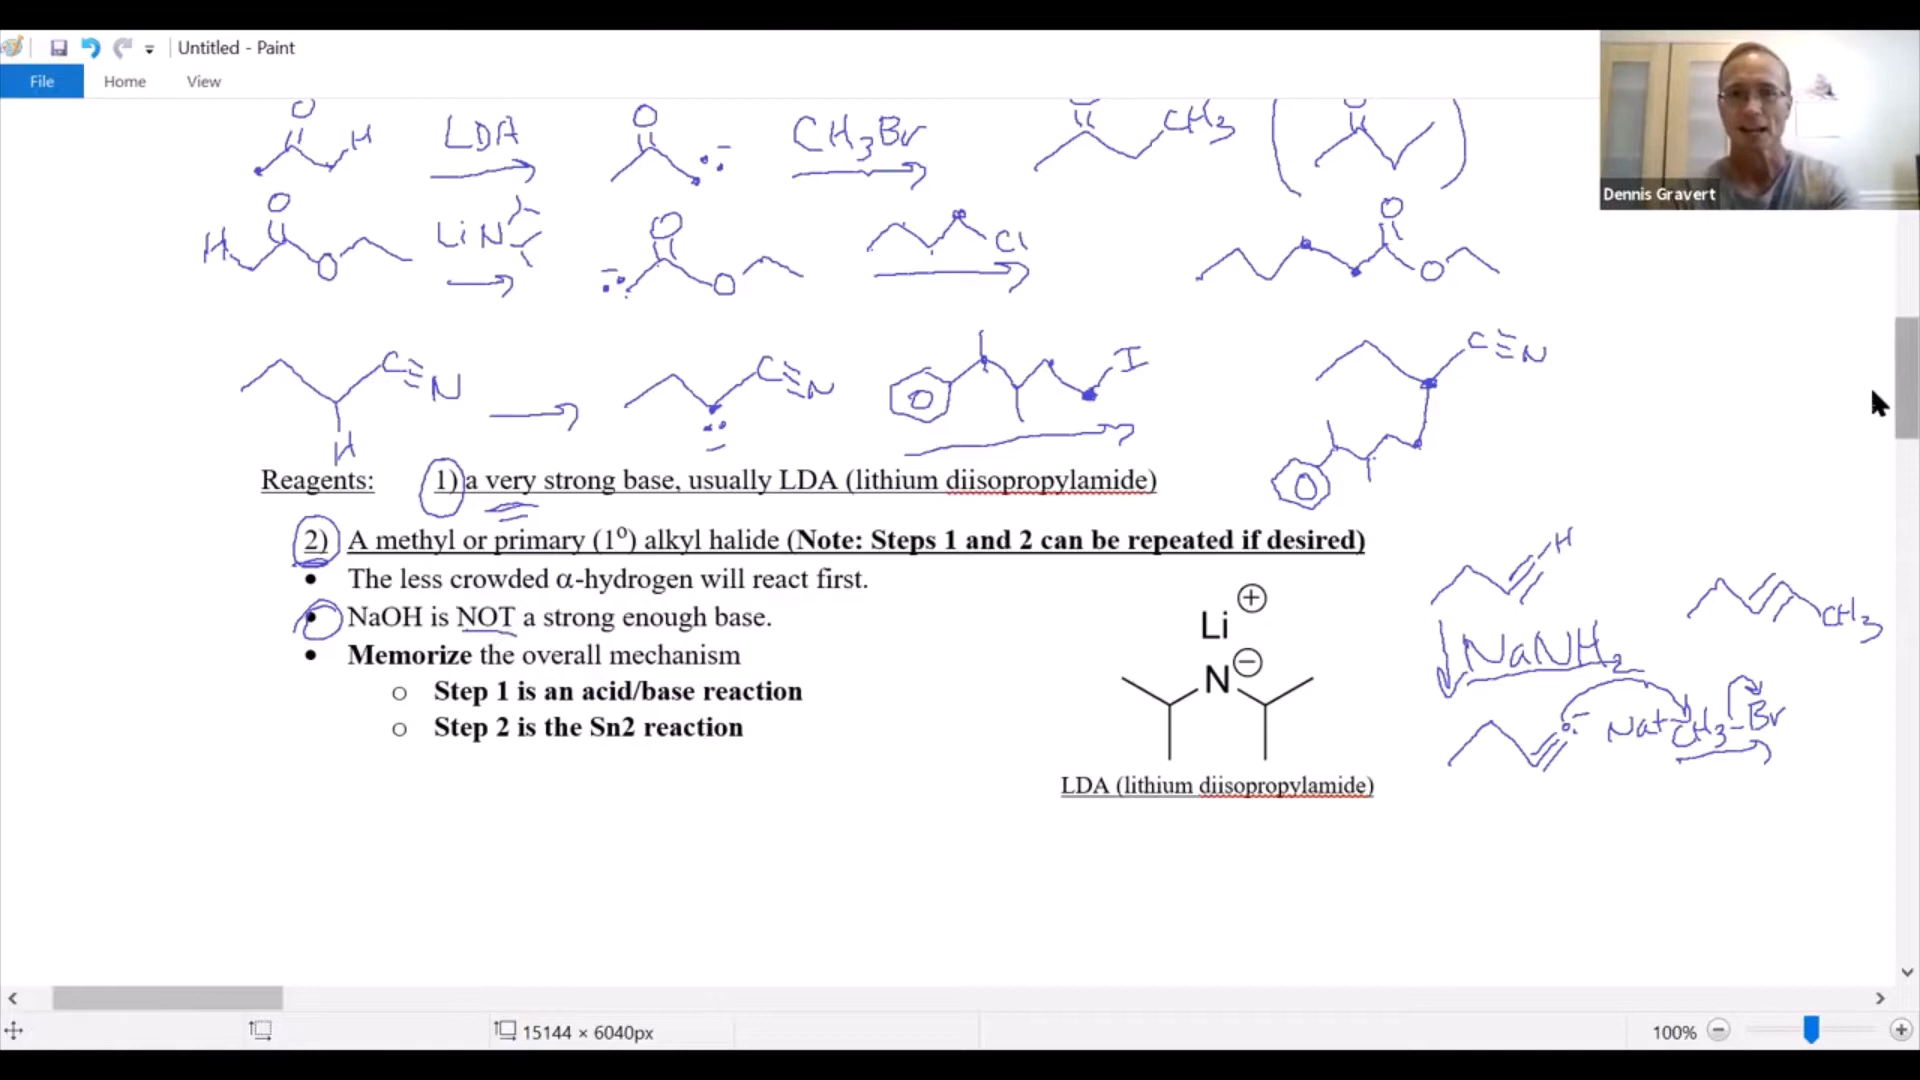 Untitled - Paint
File Home View
Dennis Gravert
O H LDA O CH3Br CH3
H O O LiN O O Cl O O
C≡N H C≡N I C≡N
Reagents: 1) a very strong base, usually LDA (lithium diisopropylamide)
2) A methyl or primary (1º) alkyl halide (Note: Steps 1 and 2 can be repeated if desired)
• The less crowded α-hydrogen will react first.
• NaOH is NOT a strong enough base.
• Memorize the overall mechanism
o Step 1 is an acid/base reaction
o Step 2 is the Sn2 reaction
Li +
N −
LDA (lithium diisopropylamide)
H
CH3
NaNH2
Na+ CH3-Br
15144 × 6040px
100%